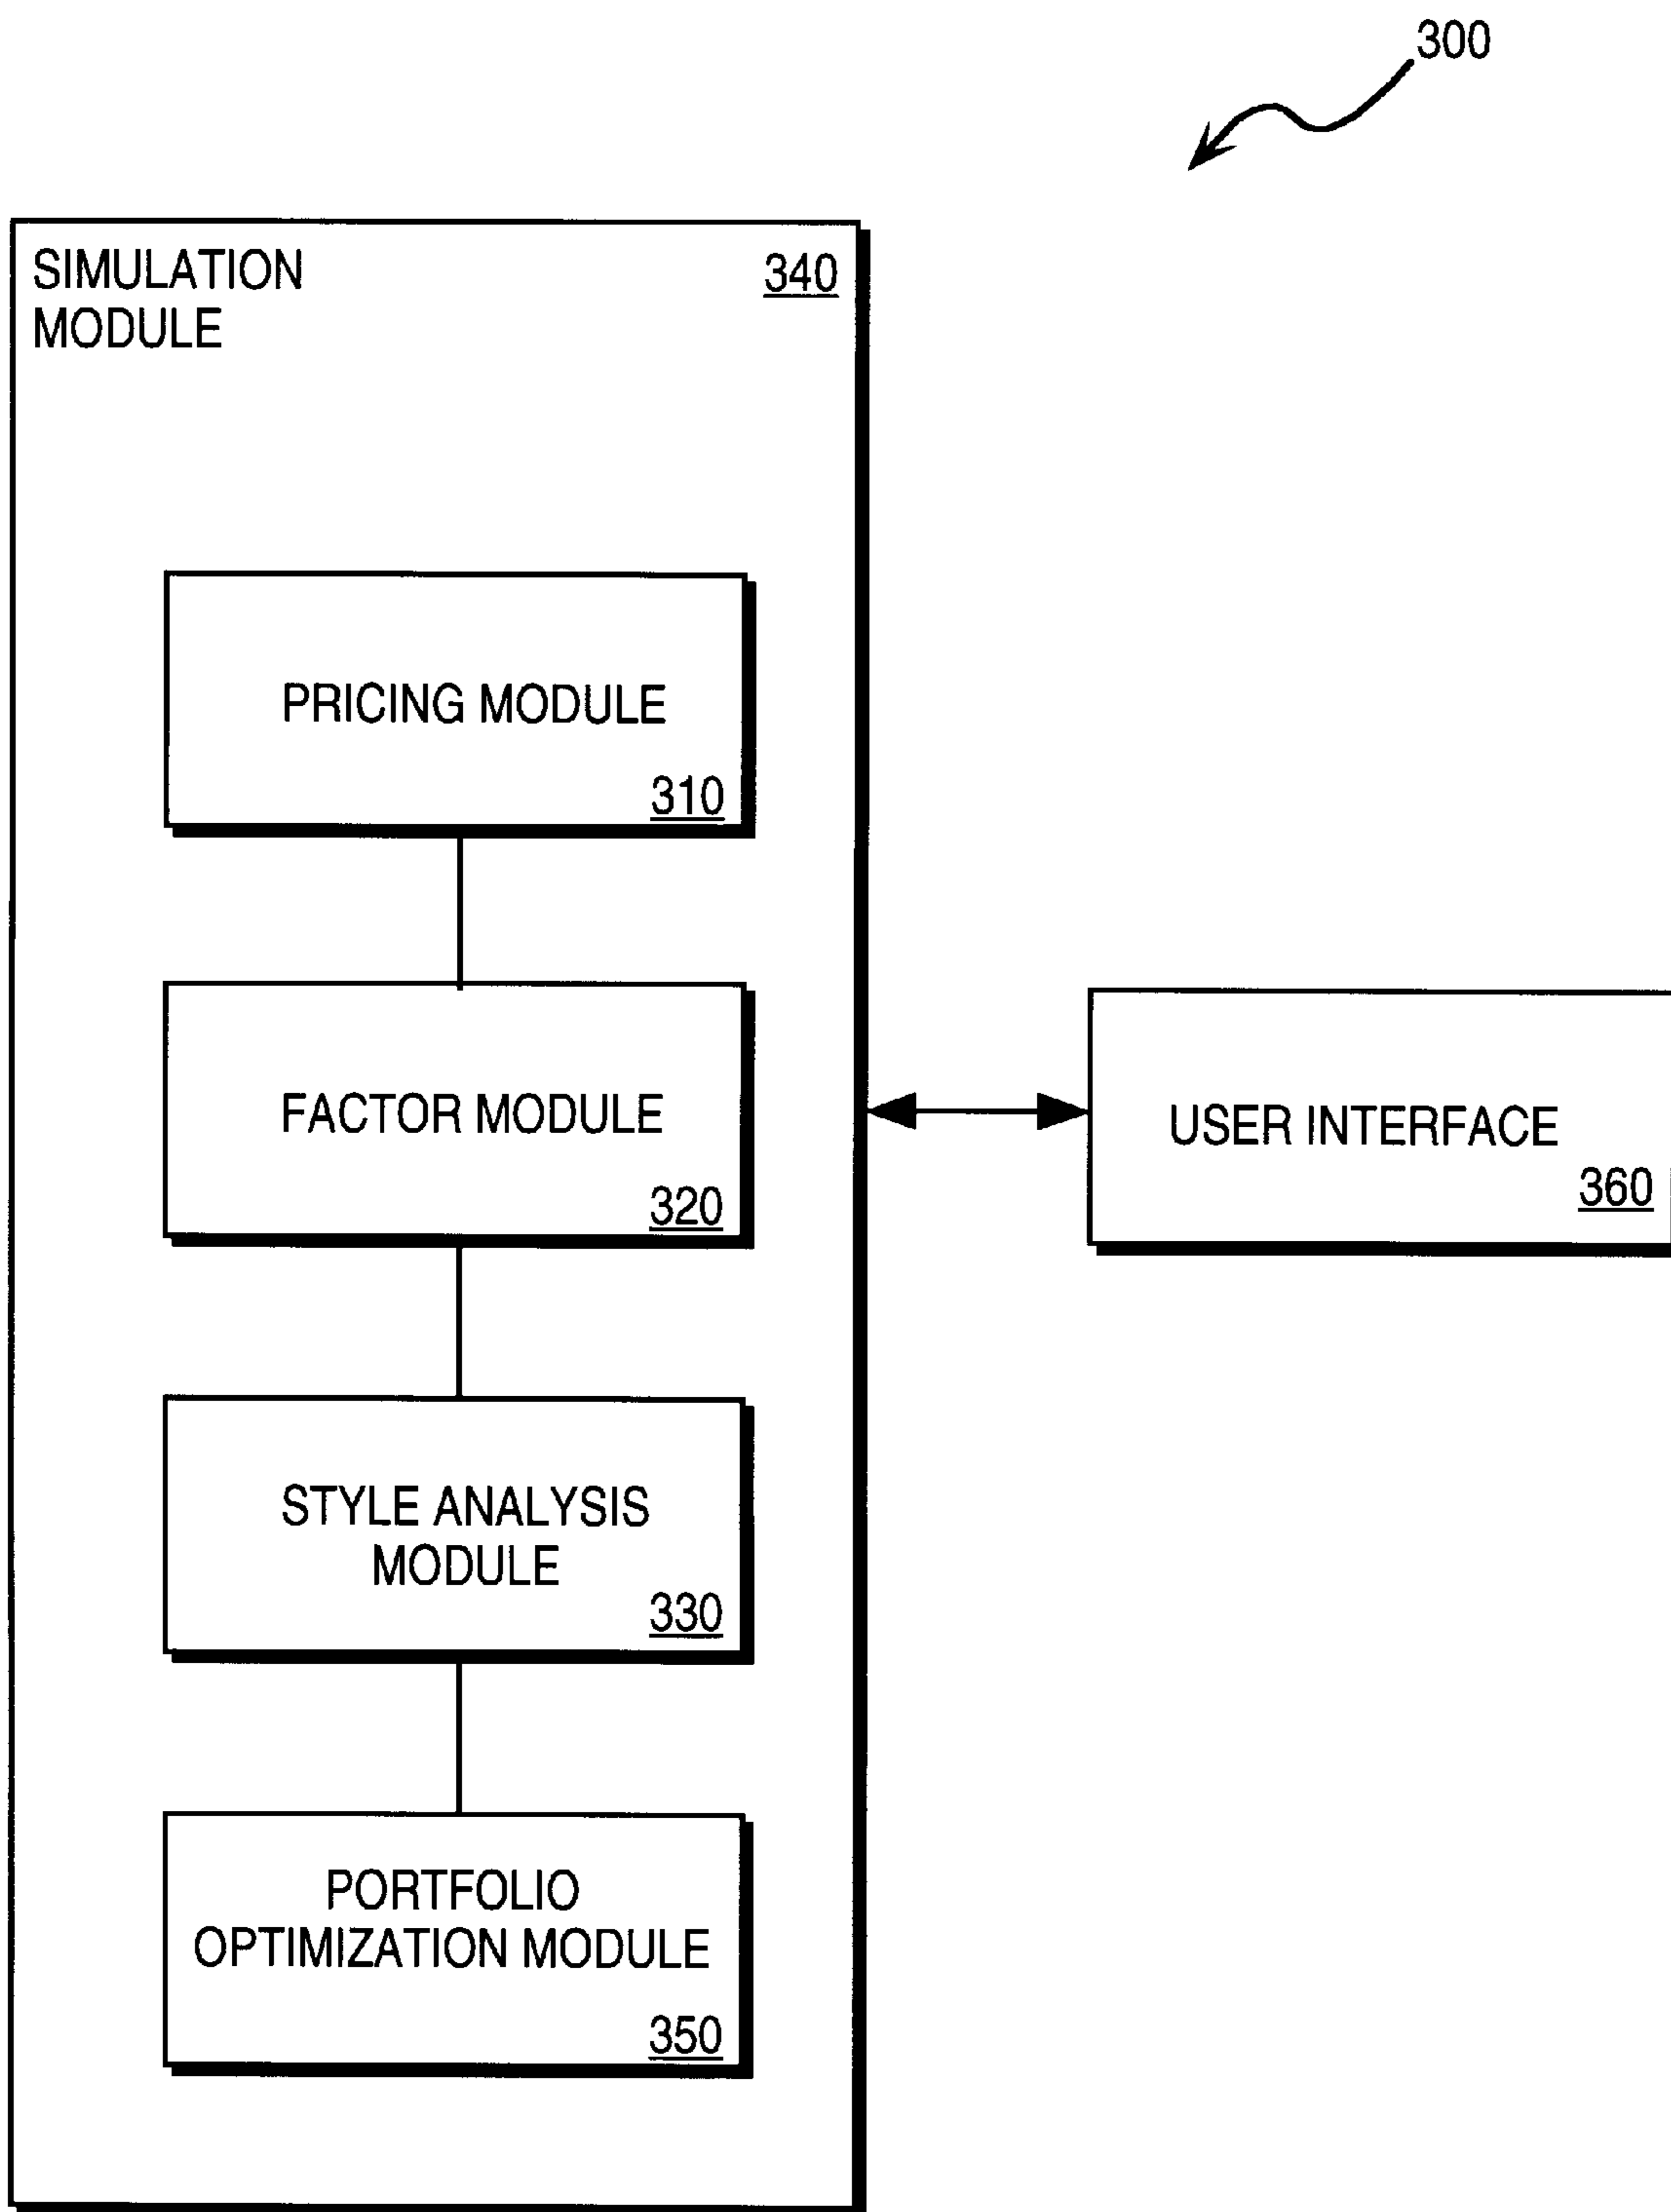 300
SIMULATION
MODULE
340
PRICING MODULE
310
FACTOR MODULE
320
USER INTERFACE
360
STYLE ANALYSIS
MODULE
330
PORTFOLIO
OPTIMIZATION MODULE
350